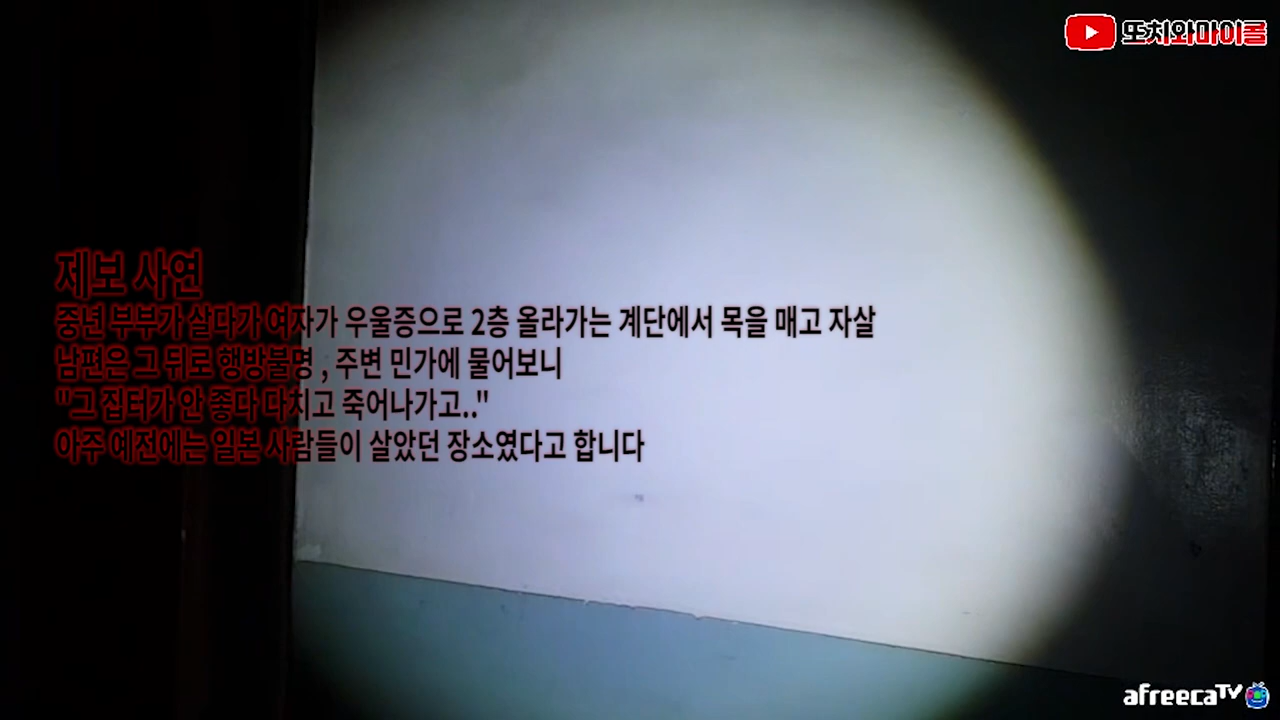 또치와마이콜
제보 사연
중년 부부가 살다가 여자가 우울증으로 2층 올라가는 계단에서 목을 매고 자살
남편은 그 뒤로 행방불명 , 주변 민가에 물어보니
"그 집터가 안 좋다 다치고 죽어나가고.."
아주 예전에는 일본 사람들이 살았던 장소였다고 합니다
afreecaTV